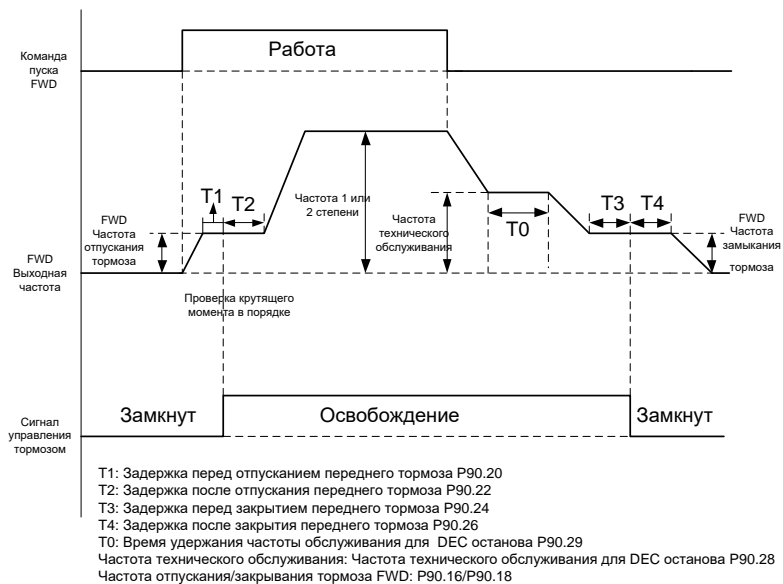 Команда
пуска
FWD
Работа
FWD
Частота
отпускания
тормоза
FWD
Выходная
частота
T1
T2
Частота 1 или
2 степени
Частота
технического
обслуживания
T0
T3
T4
FWD
Частота
замыкания
тормоза
Проверка крутящего
момента в порядке
Сигнал
управления
тормозом
Замкнут
Освобождение
Замкнут
T1: Задержка перед отпусканием переднего тормоза P90.20
T2: Задержка после отпускания переднего тормоза P90.22
T3: Задержка перед закрытием переднего тормоза P90.24
T4: Задержка после закрытия переднего тормоза P90.26
T0: Время удержания частоты обслуживания для DEC останова P90.29
Частота технического обслуживания: Частота технического обслуживания для DEC останова P90.28
Частота отпускания/закрывания тормоза FWD: P90.16/P90.18